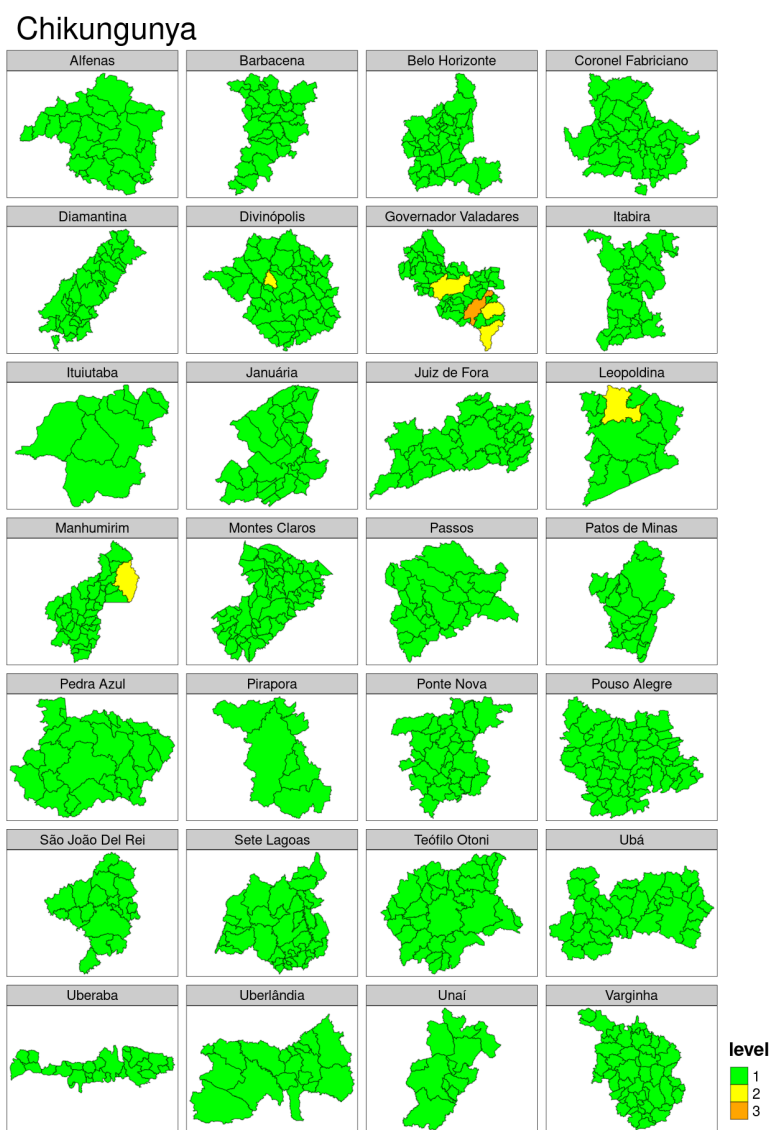 Chikungunya
Alfenas
Barbacena
Belo Horizonte
Coronel Fabriciano
Diamantina
Divinópolis
Governador Valadares
Itabira
Ituiutaba
Januária
Juiz de Fora
Leopoldina
Manhumirim
Montes Claros
Passos
Patos de Minas
Pedra Azul
Pirapora
Ponte Nova
Pouso Alegre
São João Del Rei
Sete Lagoas
Teófilo Otoni
Ubá
Uberaba
Uberlândia
Unaí
Varginha
level
1
2
3